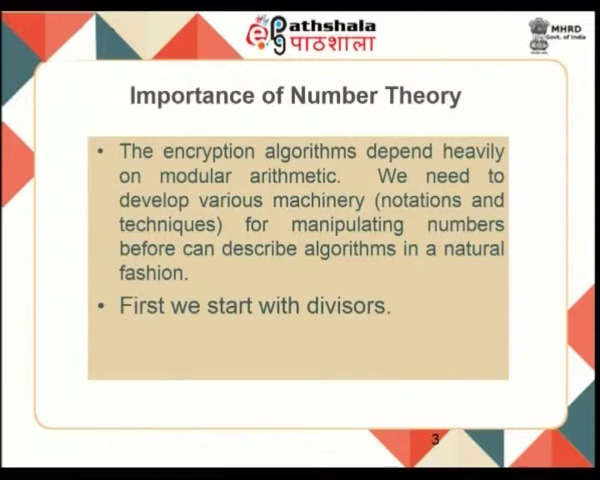 ePathshala
पाठशाला
MHRD
Govt. of India
Importance of Number Theory
• The encryption algorithms depend heavily
on modular arithmetic. We need to
develop various machinery (notations and
techniques) for manipulating numbers
before can describe algorithms in a natural
fashion.
• First we start with divisors.
3